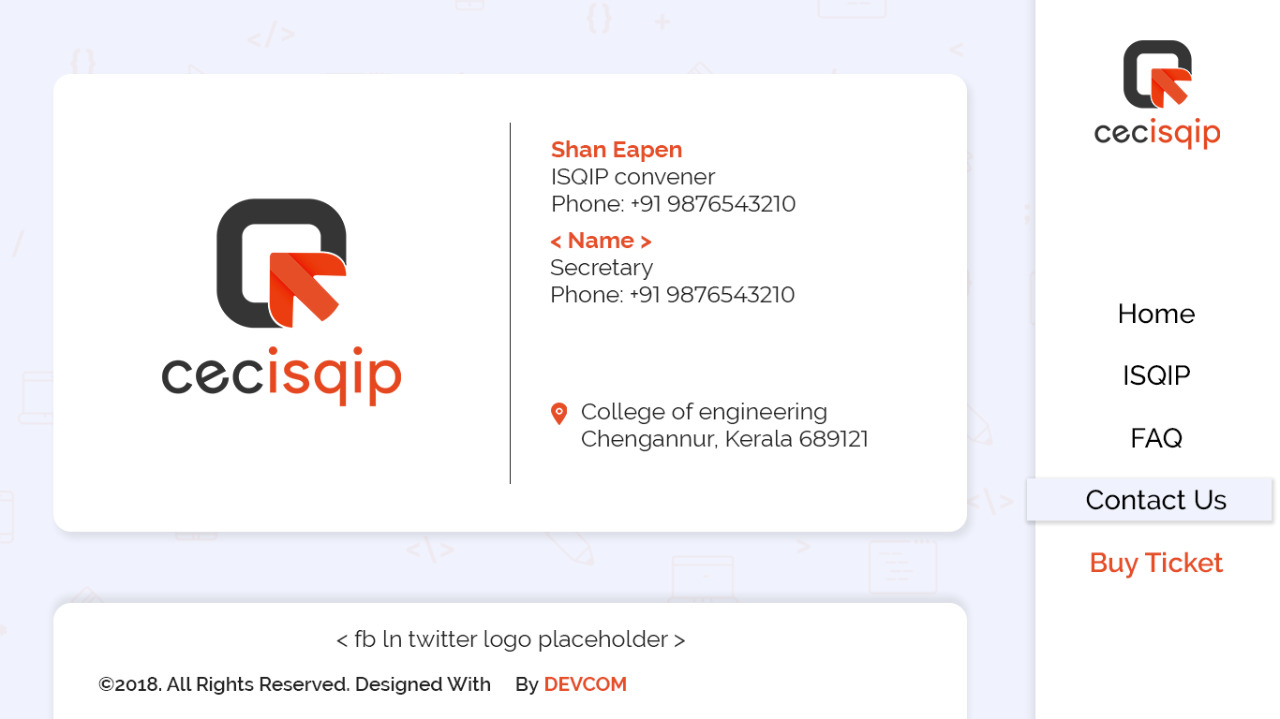 cecisqip
Shan Eapen
ISQIP convener
Phone: +91 9876543210
< Name >
Secretary
Phone: +91 9876543210
College of engineering
Chengannur, Kerala 689121
< fb ln twitter logo placeholder >
©2018. All Rights Reserved. Designed With By DEVCOM
cecisqip
Home
ISQIP
FAQ
Contact Us
Buy Ticket